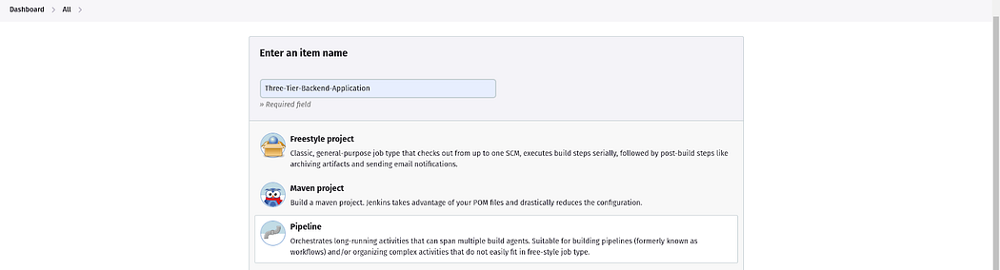 Dashboard > All >
Enter an item name
Three-Tier-Backend-Application
» Required field
Freestyle project
Classic, general-purpose job type that checks out from up to one SCM, executes build steps serially, followed by post-build steps like
archiving artifacts and sending email notifications.
Maven project
Build a maven project. Jenkins takes advantage of your POM files and drastically reduces the configuration.
Pipeline
Orchestrates long-running activities that can span multiple build agents. Suitable for building pipelines (formerly known as
workflows) and/or organizing complex activities that do not easily fit in free-style job type.